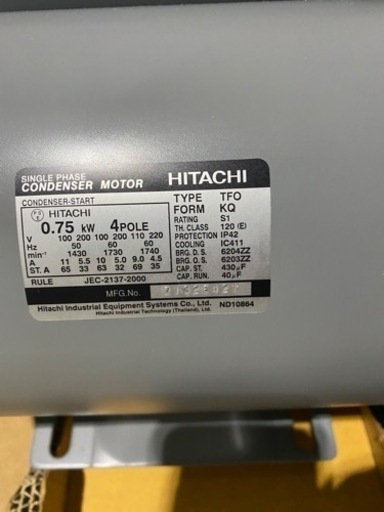 SINGLE PHASE
CONDENSER MOTOR HITACHI
CONDENSER-START
HITACHI
0.75 kW 4POLE
V 100 200 100 200 110 220
Hz 50 60 60
min⁻¹ 1430 1730 1740
A 11 5.5 10 5.0 9.0 4.5
ST. A 65 33 63 32 69 35
RULE JEC-2137-2000
TYPE TFO
FORM KQ
RATING S1
TH. CLASS 120 (E)
PROTECTION IP42
COOLING IC411
BRG. D. S. 6204ZZ
BRG. O. S. 6203ZZ
CAP. ST. 430μF
CAP. RUN. 40μF
MFG.No.
Hitachi Industrial Equipment Systems Co., Ltd. ND10864
Hitachi Industrial Technology (Thailand), Ltd.